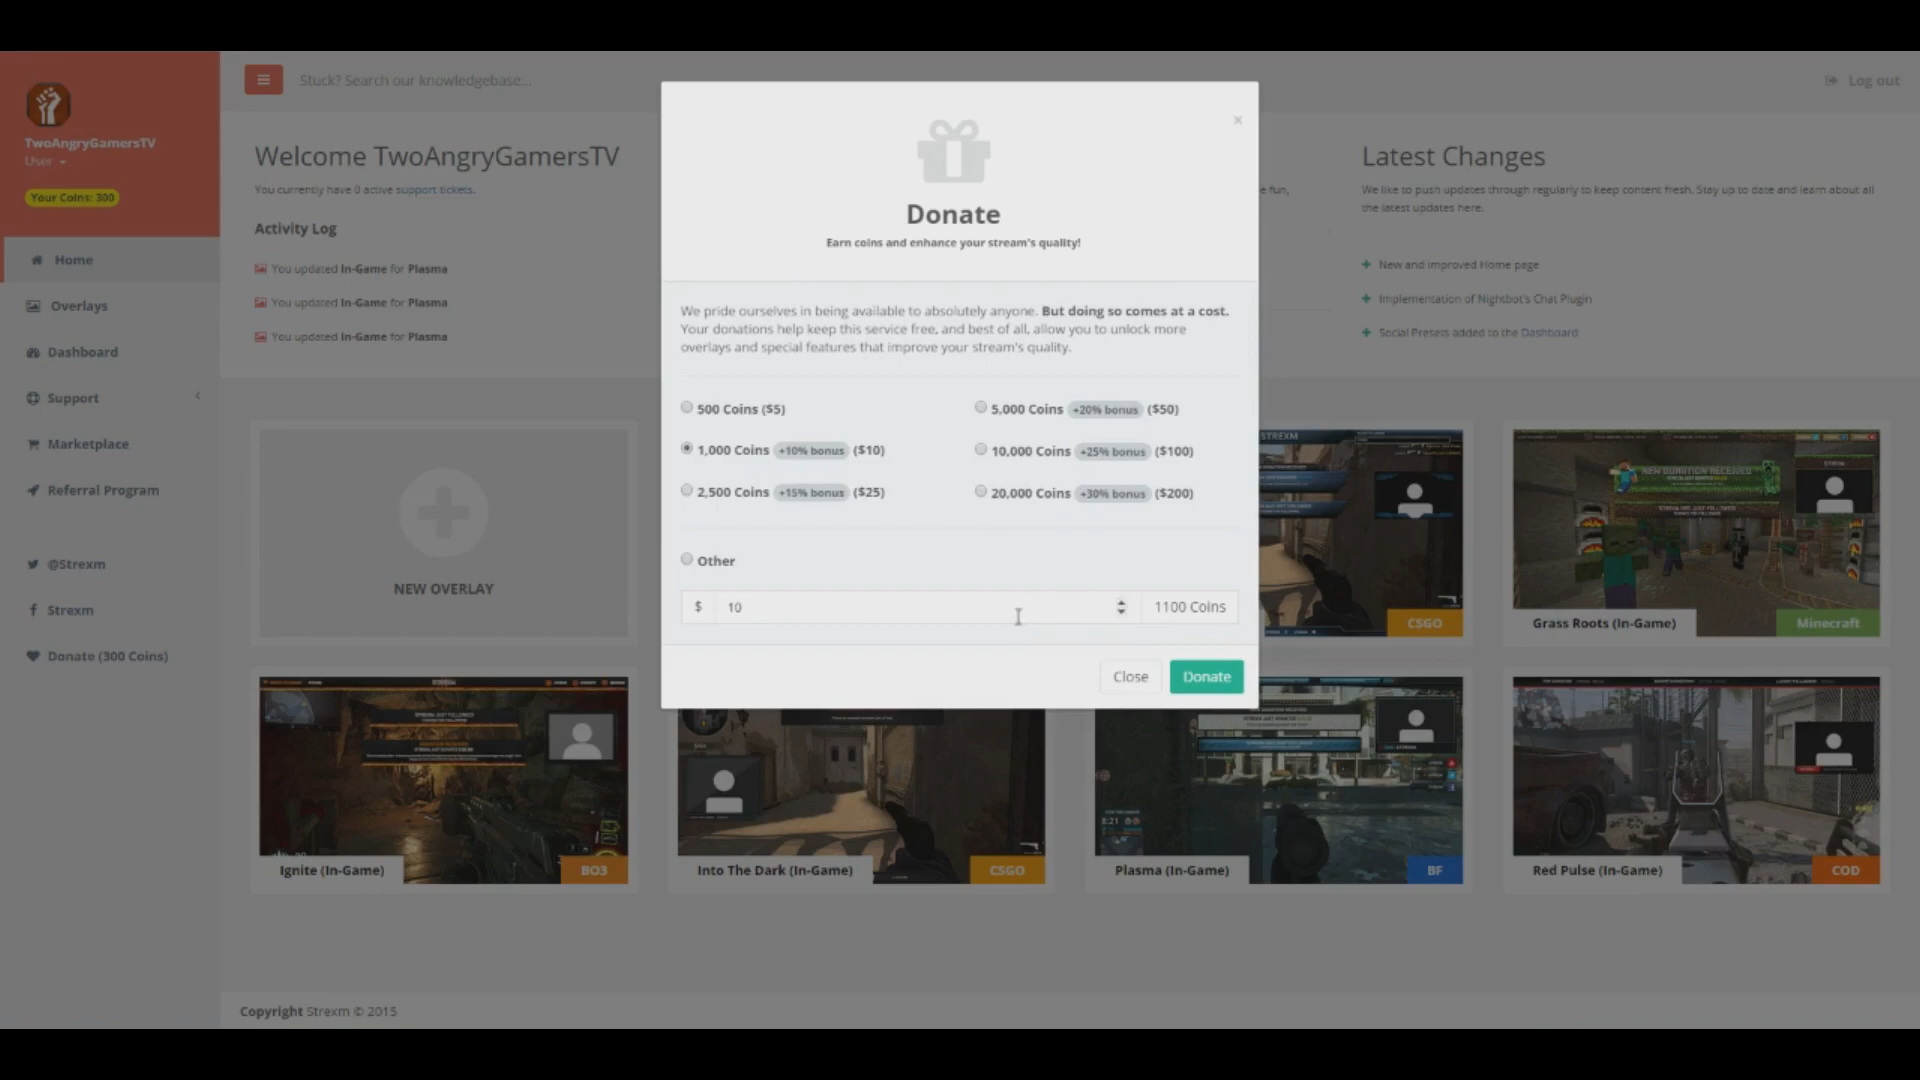 TwoAngryGamersTV
User
Your Coins: 300
Home
Overlays
Dashboard
Support
Marketplace
Referral Program
@Strexm
Strexm
Donate (300 Coins)
Stuck? Search our knowledgebase...
Log out
Welcome TwoAngryGamersTV
You currently have 0 active support tickets.
Activity Log
You updated In-Game for Plasma
You updated In-Game for Plasma
You updated In-Game for Plasma
×
Donate
Earn coins and enhance your stream's quality!
We pride ourselves in being available to absolutely anyone. But doing so comes at a cost.
Your donations help keep this service free, and best of all, allow you to unlock more
overlays and special features that improve your stream's quality.
500 Coins ($5)
5,000 Coins +20% bonus ($50)
1,000 Coins +10% bonus ($10)
10,000 Coins +25% bonus ($100)
2,500 Coins +15% bonus ($25)
20,000 Coins +30% bonus ($200)
Other
$ 10 1100 Coins
Close Donate
e fun,
Latest Changes
We like to push updates through regularly to keep content fresh. Stay up to date and learn about all
the latest updates here.
New and improved Home page
Implementation of Nightbot's Chat Plugin
Social Presets added to the Dashboard
NEW OVERLAY
STREXM
CSGO
NEW DONATION RECEIVED
Grass Roots (In-Game) Minecraft
Ignite (In-Game) BO3
Into The Dark (In-Game) CSGO
8:21
Plasma (In-Game) BF
Red Pulse (In-Game) COD
Copyright Strexm © 2015